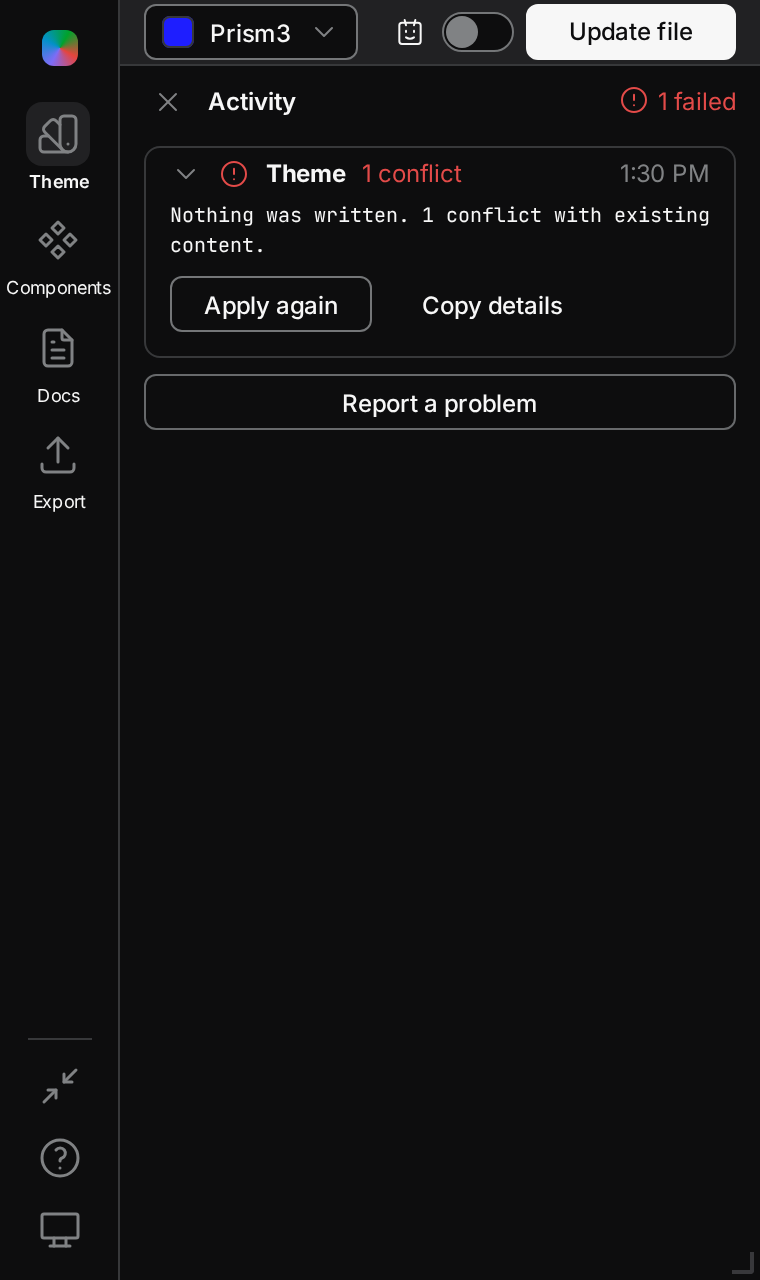 Prism3
Update file
Activity
1 failed
Theme
Theme 1 conflict 1:30 PM
Nothing was written. 1 conflict with existing
content.
Components
Apply again
Copy details
Docs
Report a problem
Export